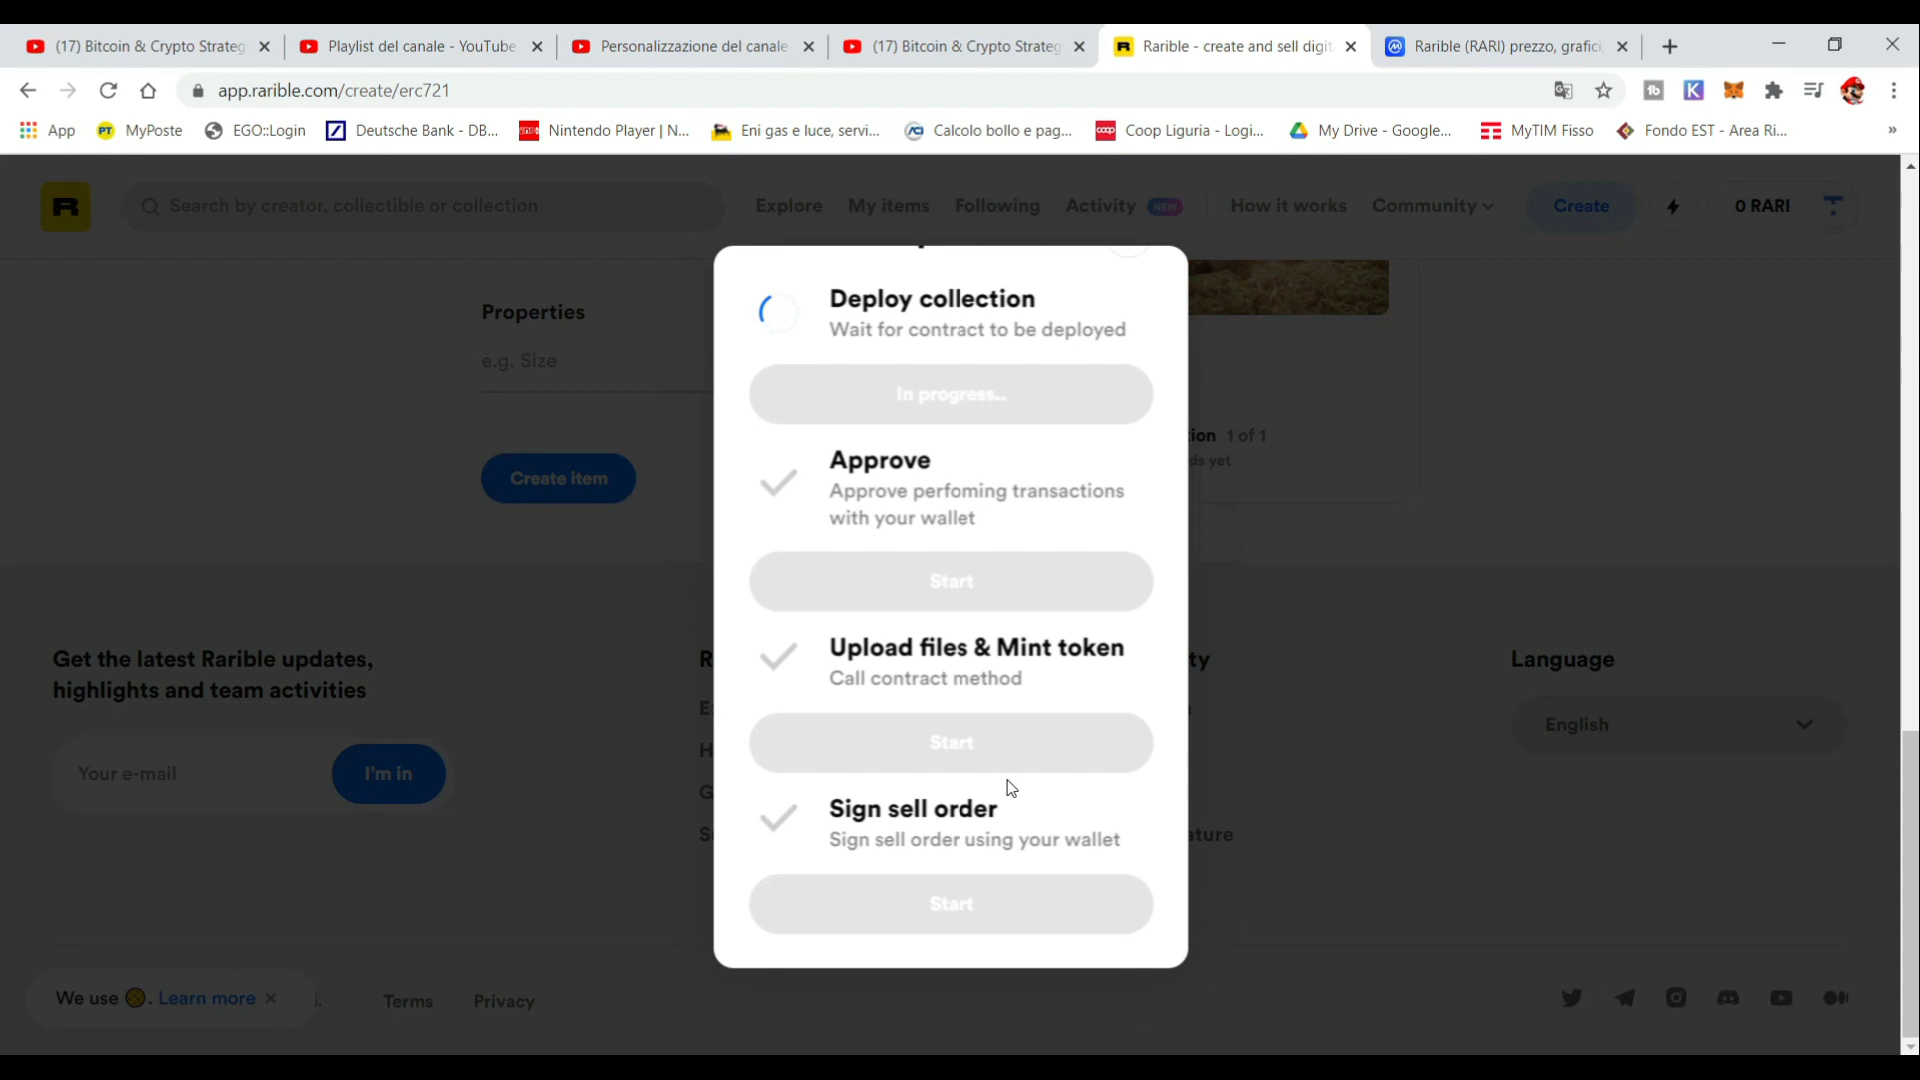 (17) Bitcoin & Crypto Strateg
Playlist del canale - YouTube
Personalizzazione del canale
(17) Bitcoin & Crypto Strateg
Rarible - create and sell digit
Rarible (RARI) prezzo, grafici,
app.rarible.com/create/erc721
App
MyPoste
EGO::Login
Deutsche Bank - DB...
Nintendo Player | N...
Eni gas e luce, servi...
Calcolo bollo e pag...
Coop Liguria - Logi...
My Drive - Google...
MyTIM Fisso
Fondo EST - Area Ri...
»
R
Search by creator, collectible or collection
Explore
My items
Following
Activity NEW
How it works
Community
Create
0 RARI
Deploy collection
Wait for contract to be deployed
In progress..
Approve
Approve perfoming transactions
with your wallet
Start
Upload files & Mint token
Call contract method
Start
Sign sell order
Sign sell order using your wallet
Start
Properties
e.g. Size
Create item
ion 1 of 1
ds yet
Get the latest Rarible updates,
highlights and team activities
Your e-mail
I'm in
R
E
H
G
S
ty
ature
Language
English
We use 🍪. Learn more ×
Terms
Privacy